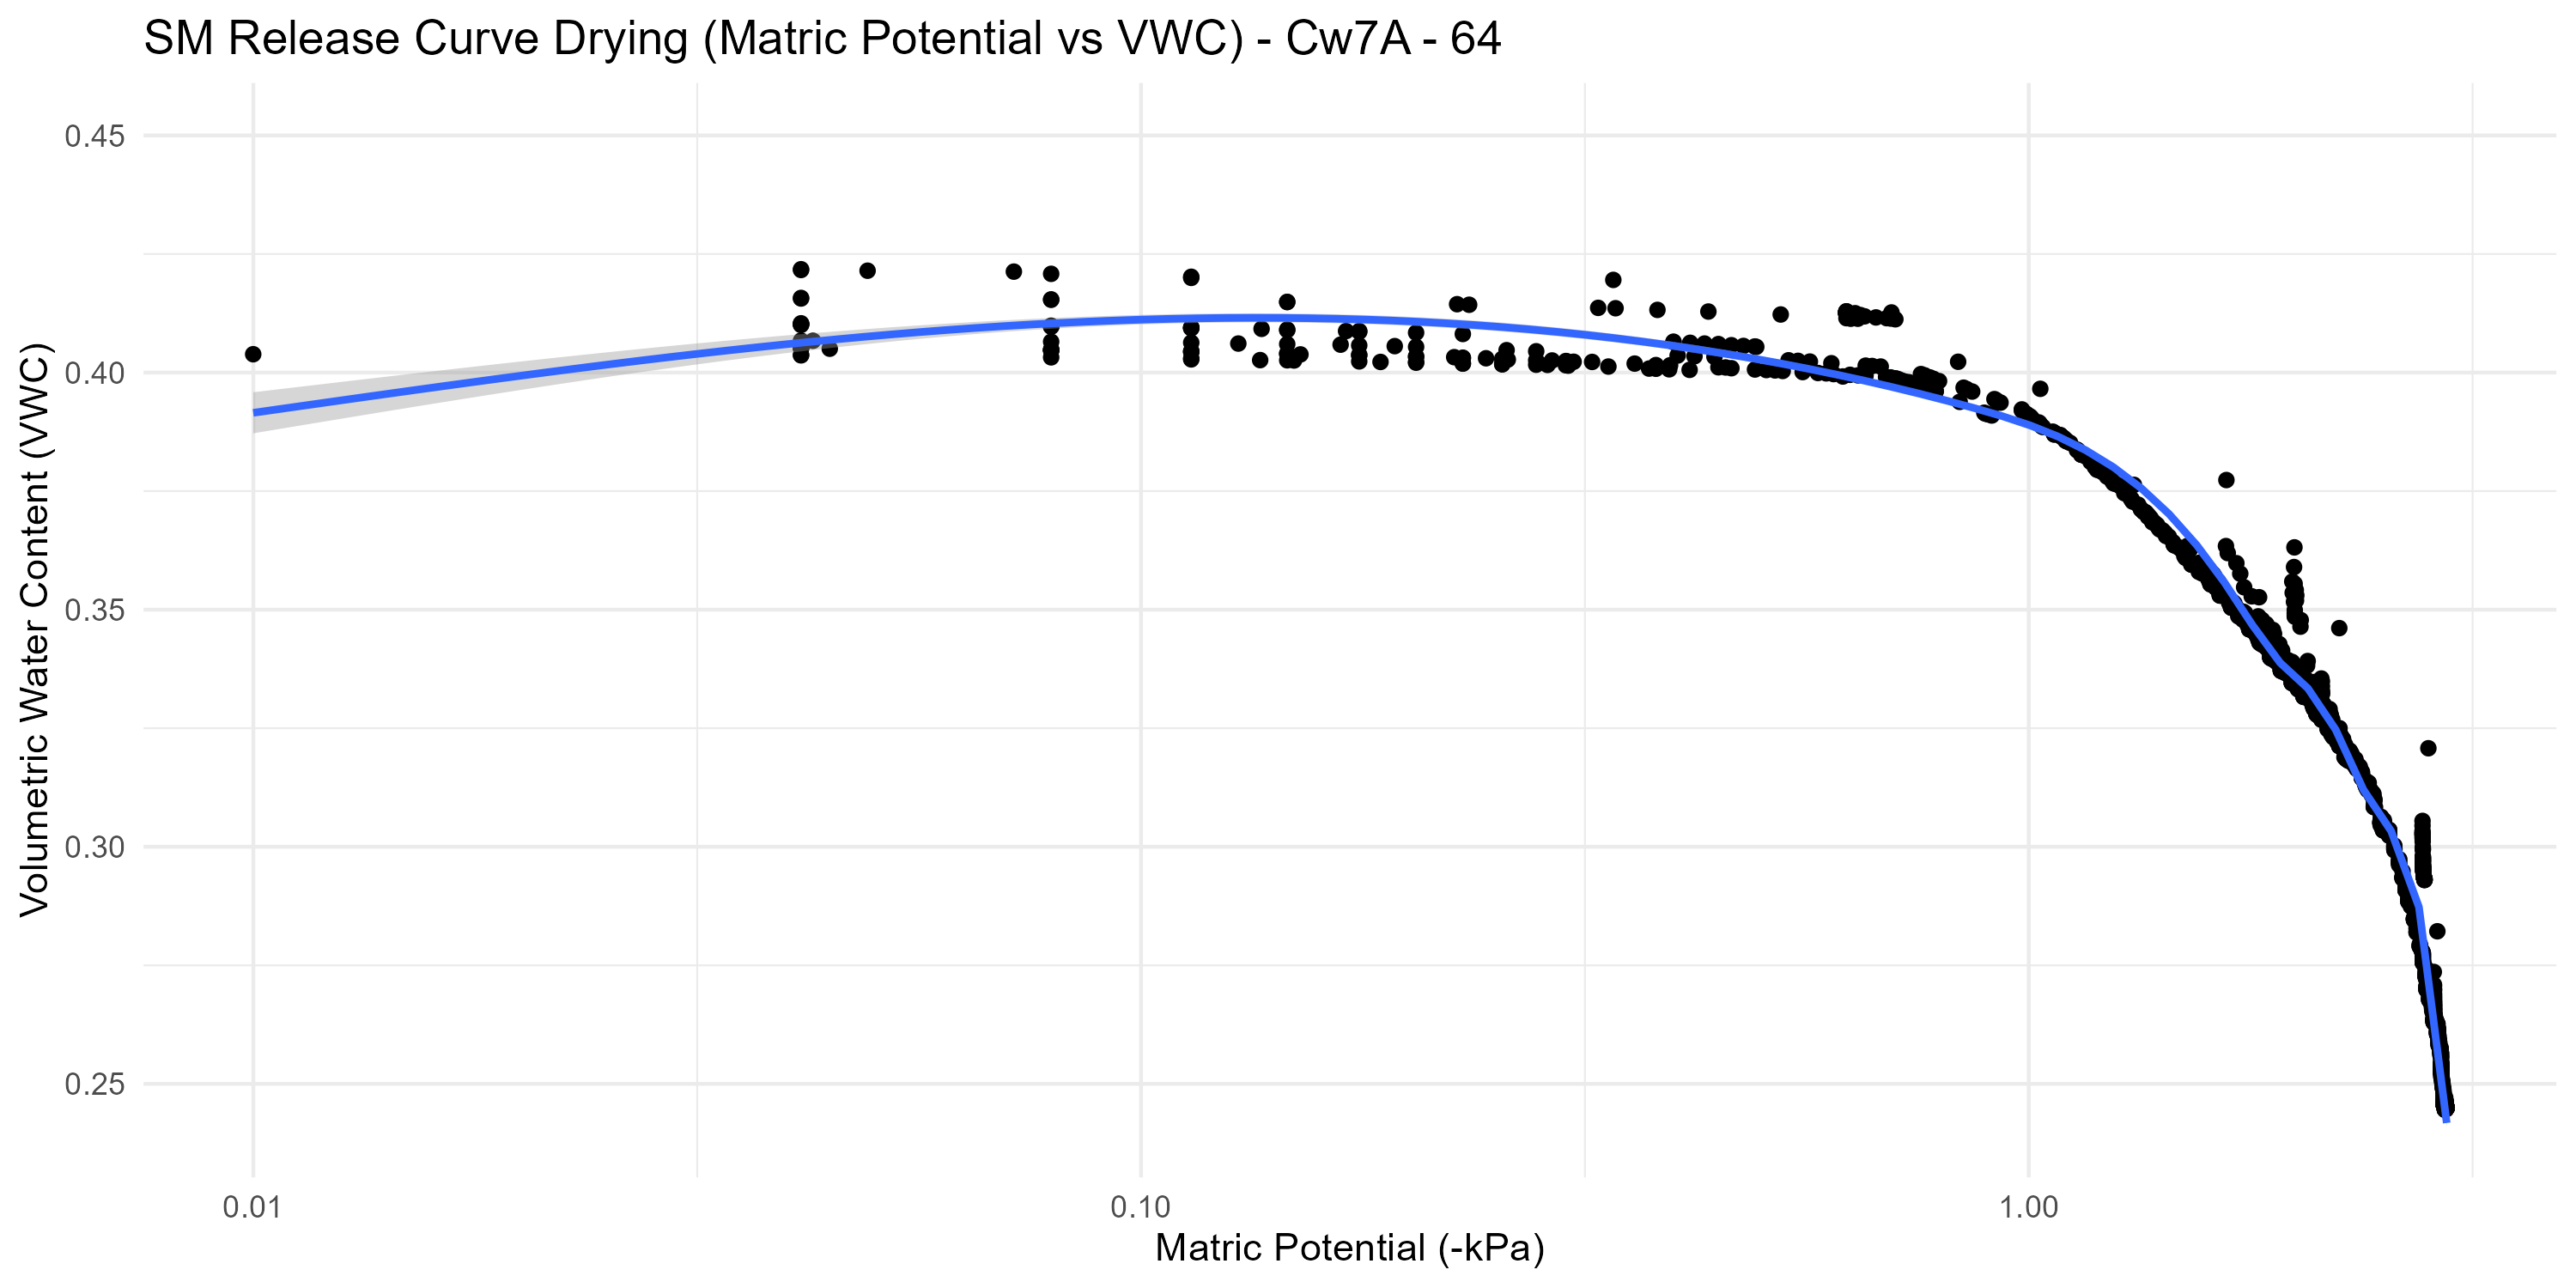 SM Release Curve Drying (Matric Potential vs VWC) - Cw7A - 64
Volumetric Water Content (VWC)
0.45
0.40
0.35
0.30
0.25
0.01
0.10
1.00
Matric Potential (-kPa)